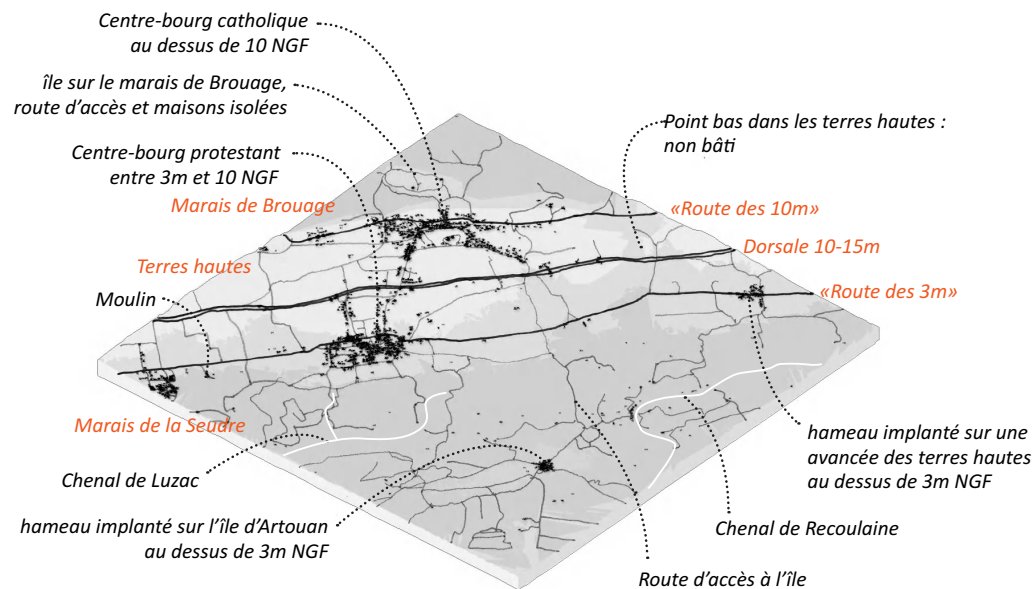 Centre-bourg catholique
au dessus de 10 NGF
île sur le marais de Brouage,
route d'accès et maisons isolées
Point bas dans les terres hautes :
non bâti
Centre-bourg protestant
entre 3m et 10 NGF
Marais de Brouage
«Route des 10m»
Dorsale 10-15m
Terres hautes
Moulin
«Route des 3m»
Marais de la Seudre
hameau implanté sur une
avancée des terres hautes
au dessus de 3m NGF
Chenal de Luzac
hameau implanté sur l'île d'Artouan
au dessus de 3m NGF
Chenal de Recoulaine
Route d'accès à l'île